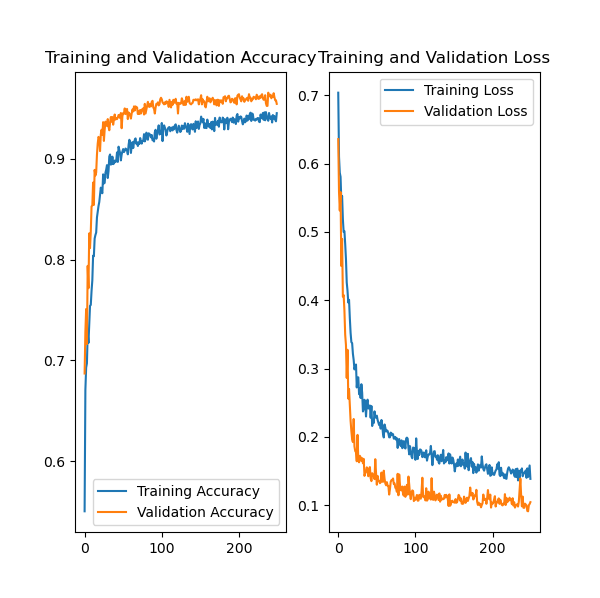 Training and Validation Accuracy
0.9
0.7
0.6
0
100
200
Training Accuracy
Validation Accuracy
Training and Validation Loss
0.7
0.6
0.5
0.4
0.3
0.2
0.1
0
100
200
Training Loss
Validation Loss